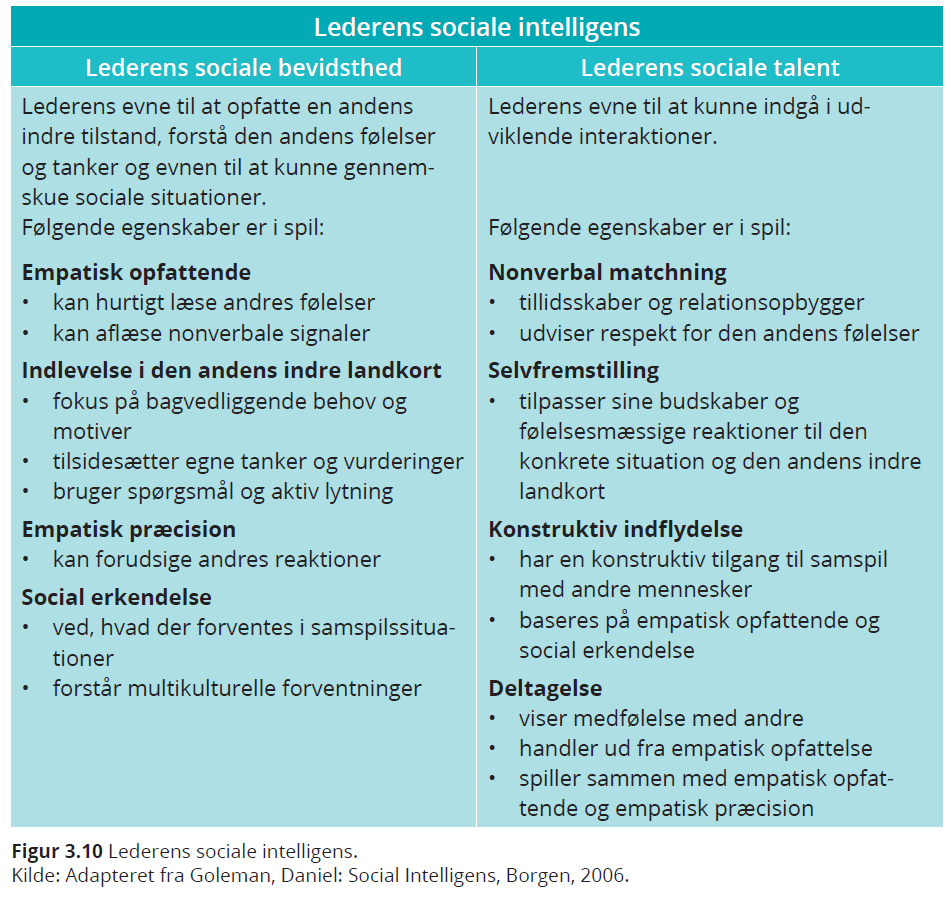 Lederens sociale intelligens
Lederens sociale bevidsthed
Lederens evne til at opfatte en andens
indre tilstand, forstå den andens følelser
og tanker og evnen til at kunne gennem-
skue sociale situationer.
Følgende egenskaber er i spil:
Empatisk opfattende
• kan hurtigt læse andres følelser
• kan aflæse nonverbale signaler
Indlevelse i den andens indre landkort
• fokus på bagvedliggende behov og
motiver
• tilsidesætter egne tanker og vurderinger
• bruger spørgsmål og aktiv lytning
Empatisk præcision
• kan forudsige andres reaktioner
Social erkendelse
• ved, hvad der forventes i samspilssitua-
tioner
• forstår multikulturelle forventninger
Lederens sociale talent
Lederens evne til at kunne indgå i ud-
viklende interaktioner.
Følgende egenskaber er i spil:
Nonverbal matchning
• tillidsskaber og relationsopbygger
• udviser respekt for den andens følelser
Selvfremstilling
• tilpasser sine budskaber og
følelsesmæssige reaktioner til den
konkrete situation og den andens indre
landkort
Konstruktiv indflydelse
• har en konstruktiv tilgang til samspil
med andre mennesker
• baseres på empatisk opfattende og
social erkendelse
Deltagelse
• viser medfølelse med andre
• handler ud fra empatisk opfattelse
• spiller sammen med empatisk opfat-
tende og empatisk præcision
Figur 3.10 Lederens sociale intelligens.
Kilde: Adapteret fra Goleman, Daniel: Social Intelligens, Borgen, 2006.